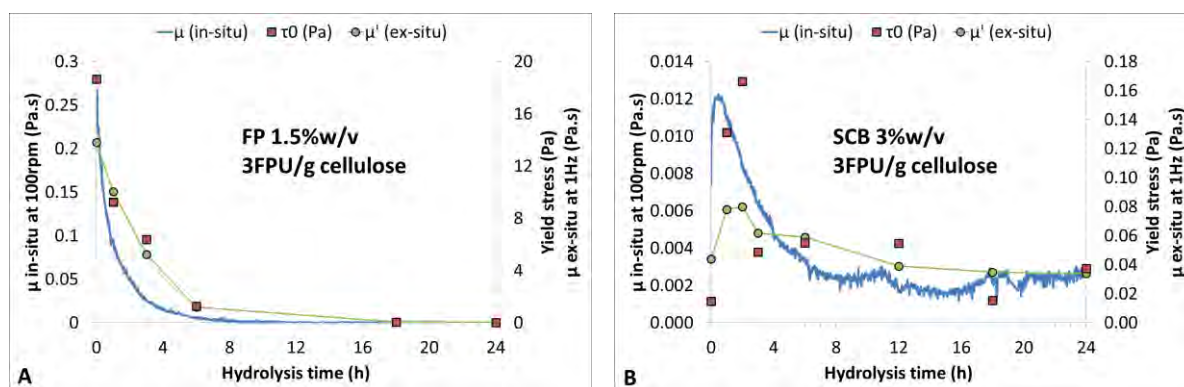 μ (in-situ) τ0 (Pa) μ' (ex-situ)
0.3
0.25
0.2
0.15
0.1
0.05
0
20
16
12
8
4
0
μ in-situ at 100rpm (Pa.s)
Yield stress (Pa)
μ ex-situ at 1Hz (Pa.s)
FP 1.5%w/v
3FPU/g cellulose
0 4 8 12 16 20 24
Hydrolysis time (h)
A
μ (in-situ) τ0 (Pa) μ' (ex-situ)
0.014
0.012
0.010
0.008
0.006
0.004
0.002
0.000
0.18
0.16
0.14
0.12
0.10
0.08
0.06
0.04
0.02
0.00
μ in-situ at 100rpm (Pa.s)
Yield stress (Pa)
μ ex-situ at 1Hz (Pa.s)
SCB 3%w/v
3FPU/g cellulose
0 4 8 12 16 20 24
Hydrolysis time (h)
B